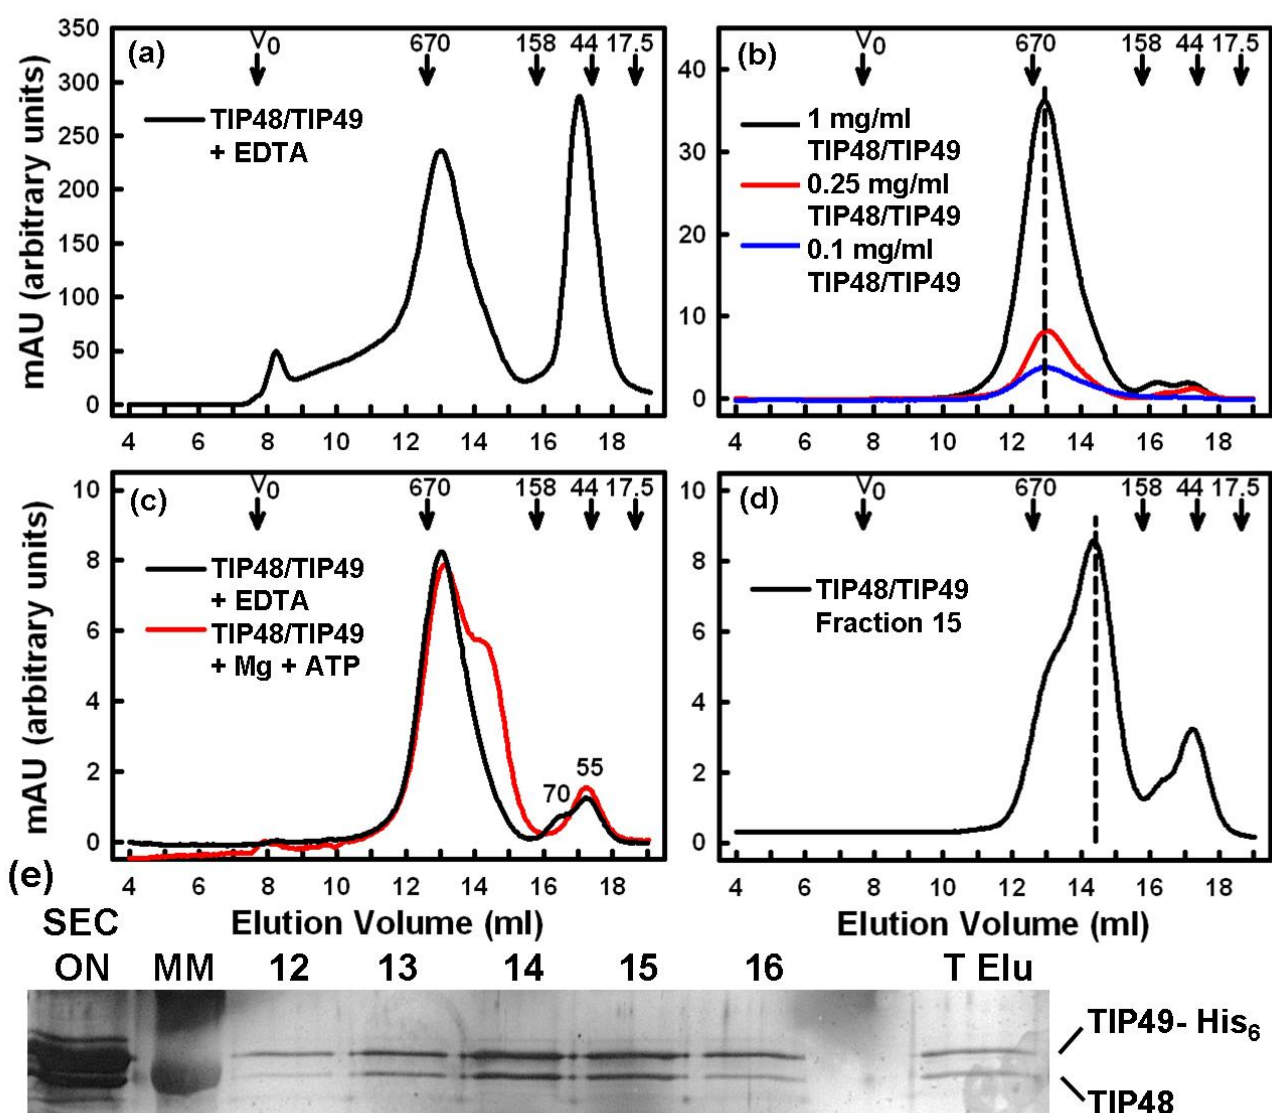 (a)
V0 670 158 44 17.5
TIP48/TIP49
+ EDTA
mAU (arbitrary units)
350
300
250
200
150
100
50
0
4 6 8 10 12 14 16 18
(b)
V0 670 158 44 17.5
1 mg/ml
TIP48/TIP49
0.25 mg/ml
TIP48/TIP49
0.1 mg/ml
TIP48/TIP49
40
30
20
10
0
4 6 8 10 12 14 16 18
(c)
V0 670 158 44 17.5
TIP48/TIP49
+ EDTA
TIP48/TIP49
+ Mg + ATP
70
55
mAU (arbitrary units)
10
8
6
4
2
0
4 6 8 10 12 14 16 18
Elution Volume (ml)
(d)
V0 670 158 44 17.5
TIP48/TIP49
Fraction 15
10
8
6
4
2
0
4 6 8 10 12 14 16 18
Elution Volume (ml)
(e)
SEC
ON MM 12 13 14 15 16 T Elu
TIP49- His6
TIP48